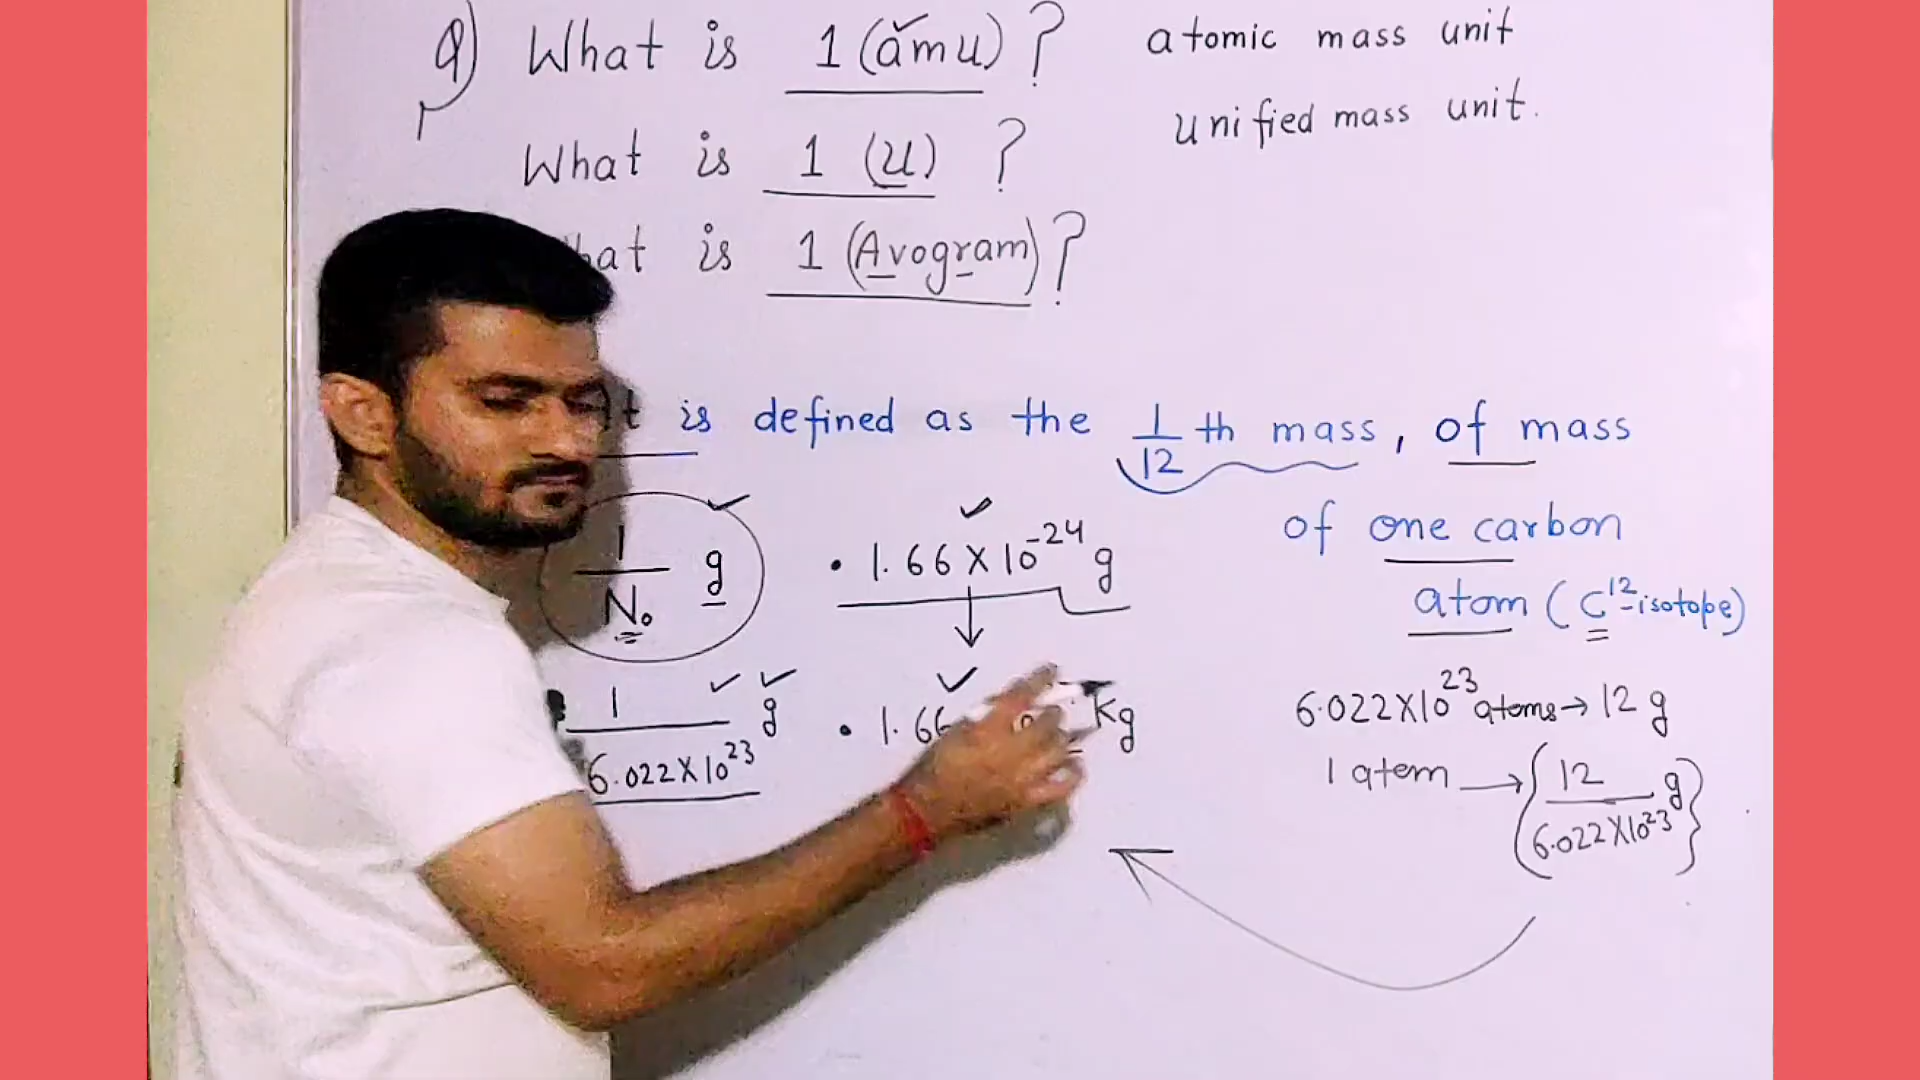 Q) What is 1 (amu) ?
atomic mass unit
What is 1 (u) ?
unified mass unit.
is 1 (Avogram) ?
is defined as the 1/12 th mass, of mass
of one carbon
atom (C¹²-isotope)
1/N₀ g
• 1.66 X 10⁻²⁴ g
1/6.022 X 10²³ g
• 1.66 Kg
6.022 X 10²³ atoms → 12 g
1 atem → {12/6.022 X 10²³ g}